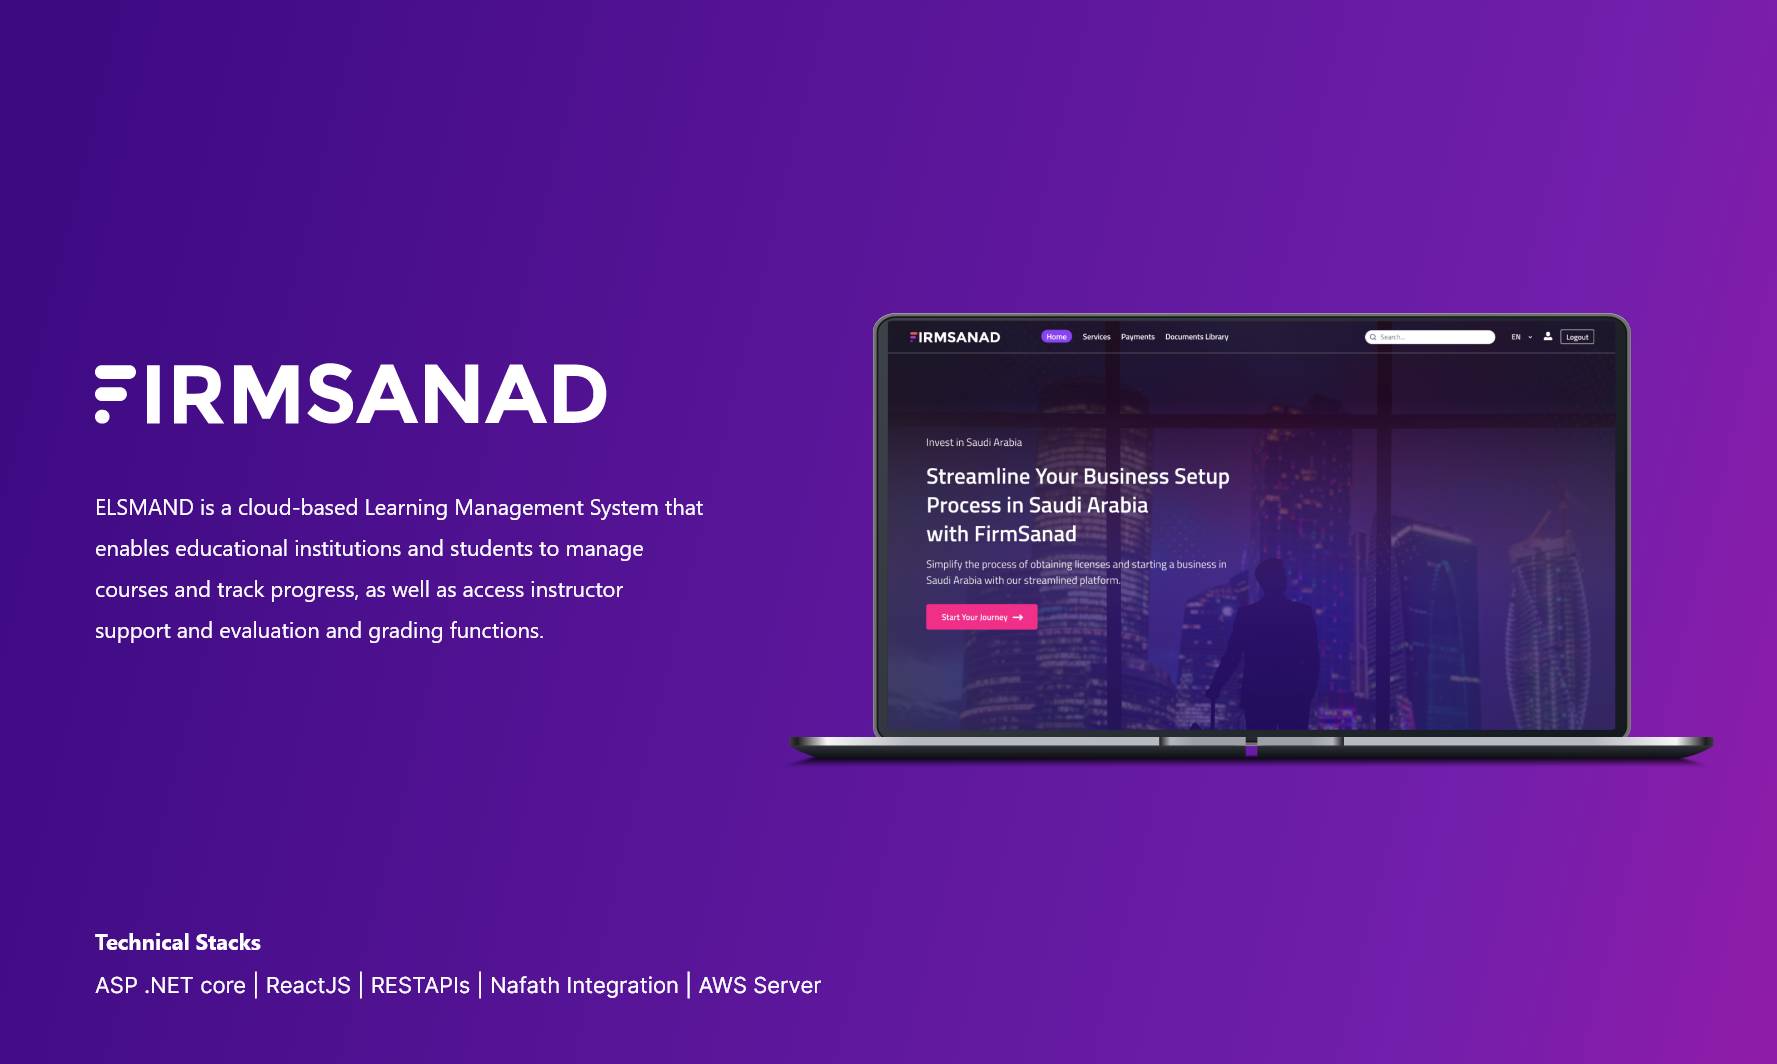 FIRMSANAD
ELSMAND is a cloud-based Learning Management System that
enables educational institutions and students to manage
courses and track progress, as well as access instructor
support and evaluation and grading functions.
FIRMSANAD Home Services Payments Documents Library Search... EN Logout
Invest in Saudi Arabia
Streamline Your Business Setup
Process in Saudi Arabia
with FirmSanad
Simplify the process of obtaining licenses and starting a business in
Saudi Arabia with our streamlined platform.
Start Your Journey →
Technical Stacks
ASP .NET core | ReactJS | RESTAPIs | Nafath Integration | AWS Server